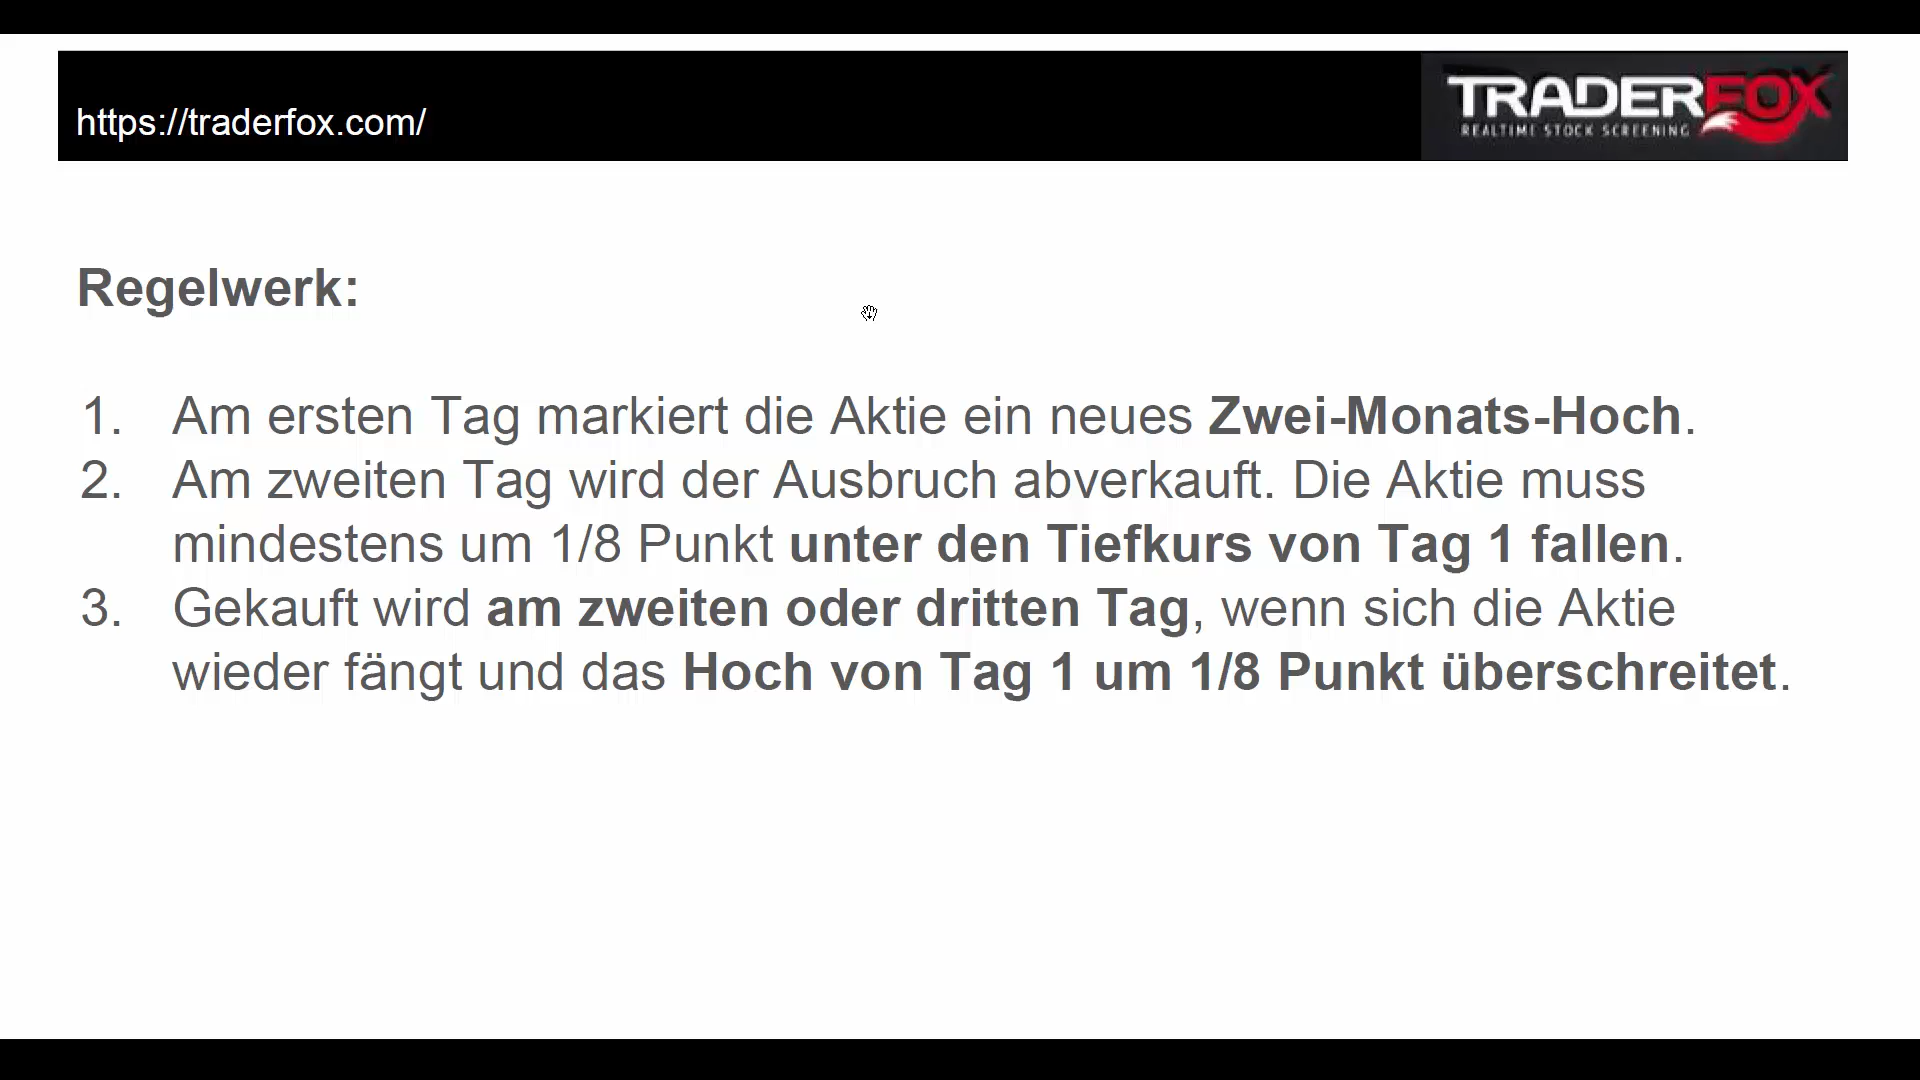 https://traderfox.com/
TRADERFOX
REALTIME STOCK SCREENING
Regelwerk:
1. Am ersten Tag markiert die Aktie ein neues Zwei-Monats-Hoch.
2. Am zweiten Tag wird der Ausbruch abverkauft. Die Aktie muss
mindestens um 1/8 Punkt unter den Tiefkurs von Tag 1 fallen.
3. Gekauft wird am zweiten oder dritten Tag, wenn sich die Aktie
wieder fängt und das Hoch von Tag 1 um 1/8 Punkt überschreitet.